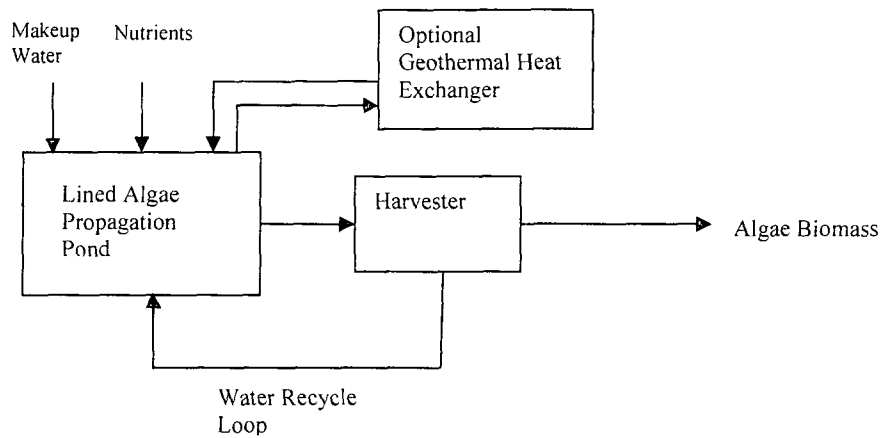 Makeup
Water
Nutrients
Optional
Geothermal Heat
Exchanger
Lined Algae
Propagation
Pond
Harvester
Algae Biomass
Water Recycle
Loop